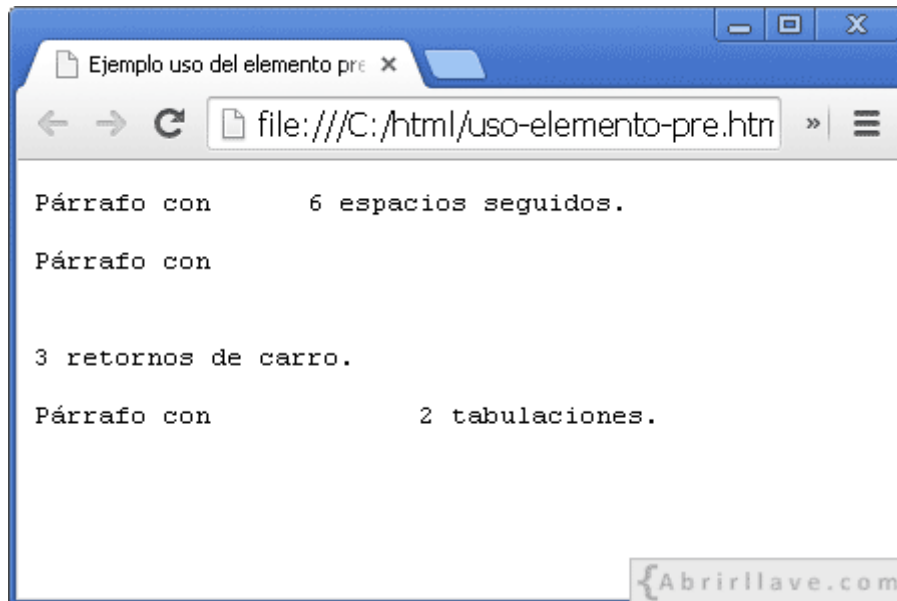 Ejemplo uso del elemento pre
file:///C:/html/uso-elemento-pre.htm
Párrafo con      6 espacios seguidos.
Párrafo con
3 retornos de carro.
Párrafo con             2 tabulaciones.
{Abrirllave.com